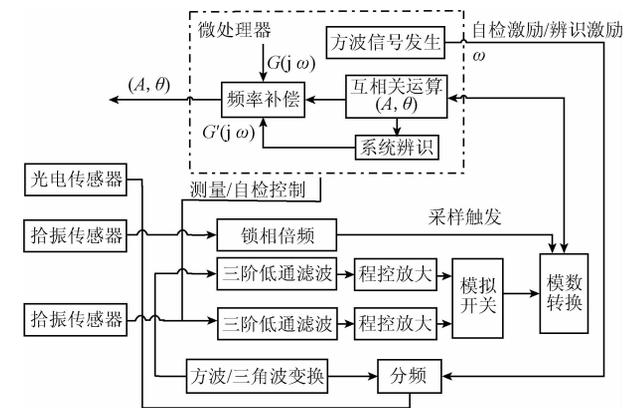 微处理器
方波信号发生
自检激励/辨识激励
ω
G(j ω)
(A, θ)
频率补偿
互相关运算
(A, θ)
G′(j ω)
系统辨识
光电传感器
测量/自检控制
拾振传感器
锁相倍频
采样触发
三阶低通滤波
程控放大
模拟
开关
模数
转换
拾振传感器
三阶低通滤波
程控放大
方波/三角波变换
分频